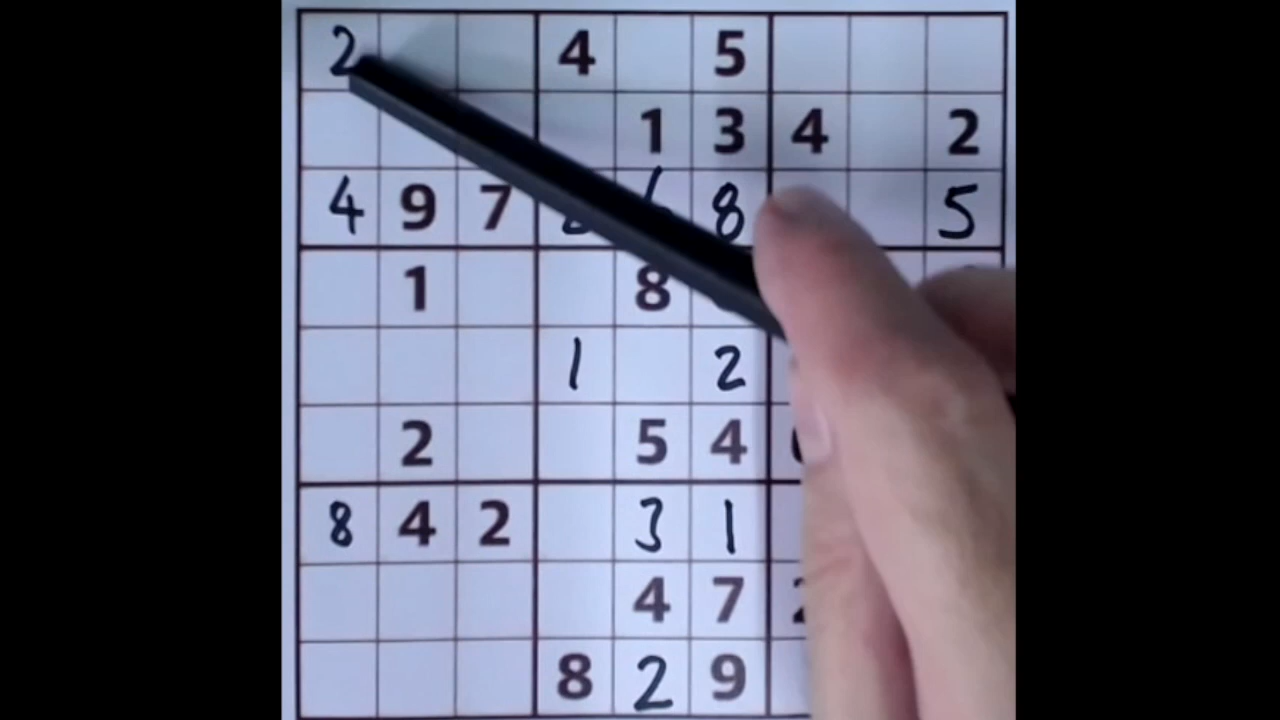 2 4 5
1 3 4 2
4 9 7 8 5
1 8
1 2
2 5 4
8 4 2 3 1
4 7
8 2 9